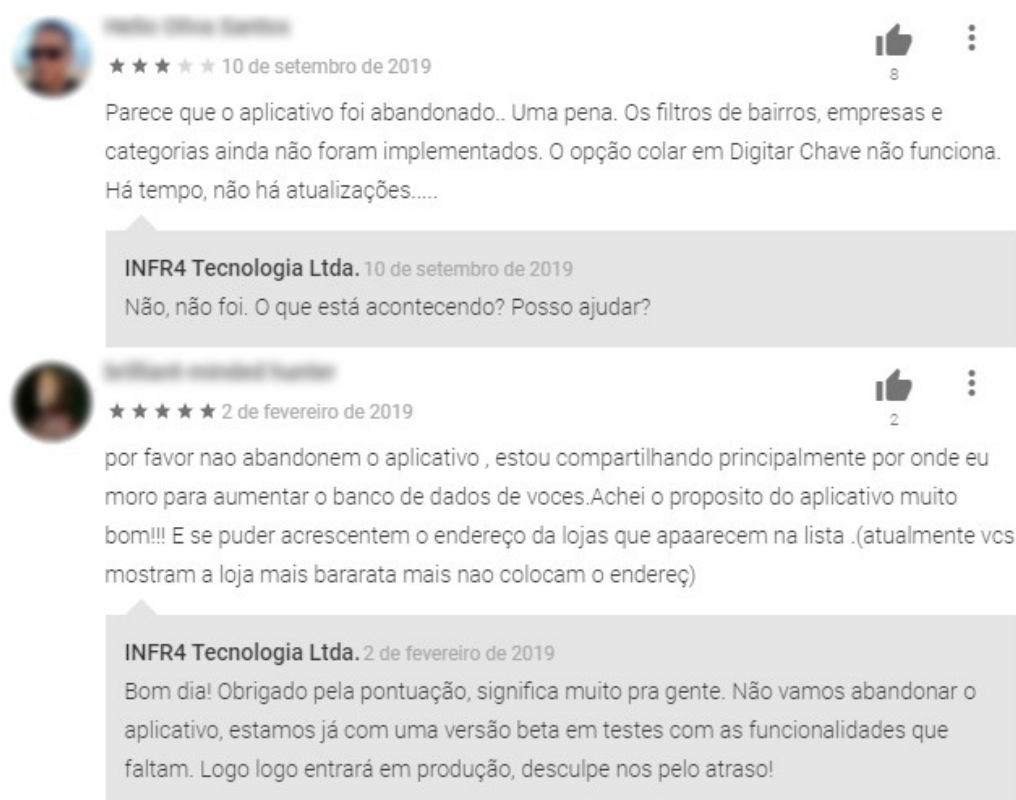 10 de setembro de 2019
8
Parece que o aplicativo foi abandonado.. Uma pena. Os filtros de bairros, empresas e
categorias ainda não foram implementados. O opção colar em Digitar Chave não funciona.
Há tempo, não há atualizações.....
INFR4 Tecnologia Ltda. 10 de setembro de 2019
Não, não foi. O que está acontecendo? Posso ajudar?
2 de fevereiro de 2019
2
por favor nao abandonem o aplicativo , estou compartilhando principalmente por onde eu
moro para aumentar o banco de dados de voces.Achei o proposito do aplicativo muito
bom!!! E se puder acrescentem o endereço da lojas que apaarecem na lista .(atualmente vcs
mostram a loja mais bararata mais nao colocam o endereç)
INFR4 Tecnologia Ltda. 2 de fevereiro de 2019
Bom dia! Obrigado pela pontuação, significa muito pra gente. Não vamos abandonar o
aplicativo, estamos já com uma versão beta em testes com as funcionalidades que
faltam. Logo logo entrará em produção, desculpe nos pelo atraso!